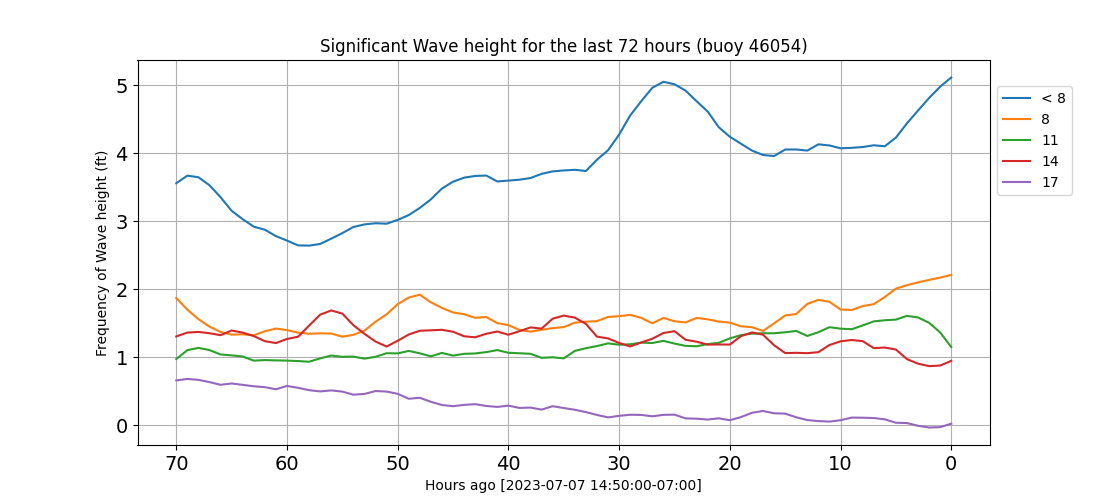 Significant Wave height for the last 72 hours (buoy 46054)
Frequency of Wave height (ft)
5
4
3
2
1
0
70 60 50 40 30 20 10 0
Hours ago [2023-07-07 14:50:00-07:00]
< 8
8
11
14
17